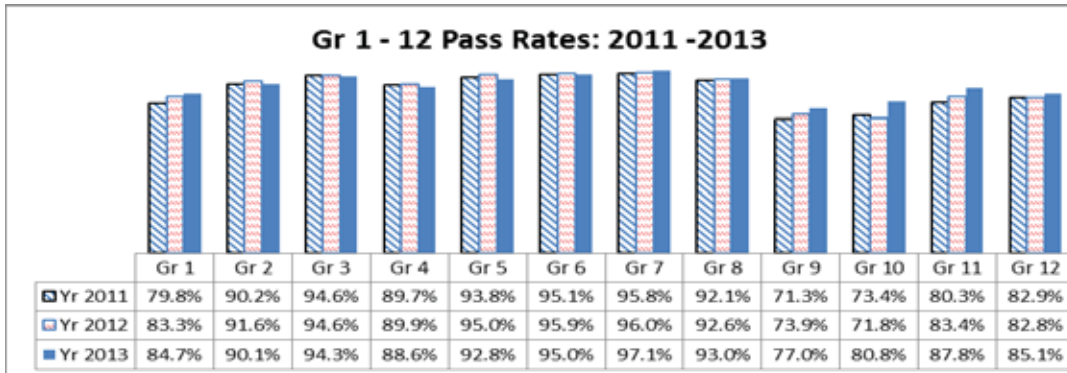 Gr 1 - 12 Pass Rates: 2011 -2013
Gr 1 Gr 2 Gr 3 Gr 4 Gr 5 Gr 6 Gr 7 Gr 8 Gr 9 Gr 10 Gr 11 Gr 12
Yr 2011 79.8% 90.2% 94.6% 89.7% 93.8% 95.1% 95.8% 92.1% 71.3% 73.4% 80.3% 82.9%
Yr 2012 83.3% 91.6% 94.6% 89.9% 95.0% 95.9% 96.0% 92.6% 73.9% 71.8% 83.4% 82.8%
Yr 2013 84.7% 90.1% 94.3% 88.6% 92.8% 95.0% 97.1% 93.0% 77.0% 80.8% 87.8% 85.1%